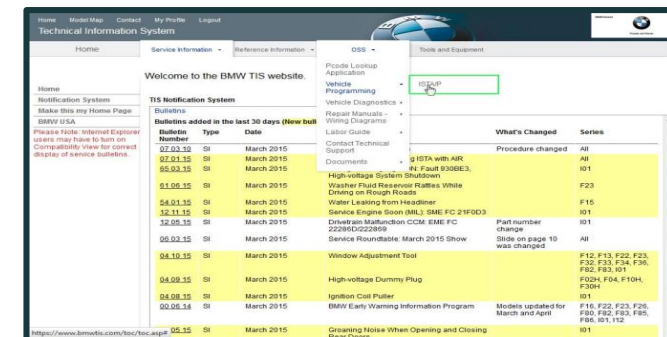 Home Model Map Contact My Profile Logout
Technical Information System
Home Service Information Reference Information OSS Tools and Equipment
Pcode Lookup
Application
Vehicle
Programming
ISTA/P
Vehicle Diagnostics
Repair Manuals -
Wiring Diagrams
Labor Guide
Contact Technical
Support
Documents
Welcome to the BMW TIS website.
Home
Notification System
Make this my Home Page
BMW USA
Please Note: Internet Explorer
users may have to turn on
Compatibility View for correct
display of service bulletins.
TIS Notification System
Bulletins
Bulletins added in the last 30 days (New bull
Bulletin
Number
Type Date What's Changed Series
07 03 10 SI March 2015 Procedure changed All
07 01 15 SI March 2015 g ISTA with AIR All
65 03 15 SI March 2015 N: Fault 930BE3,
High-voltage System
Shutdown
I01
61 06 15 SI March 2015 Washer Fluid Reservoir Rattles While
Driving on Rough Roads
F23
54 01 15 SI March 2015 Water Leaking from Headliner F15
12 11 15 SI March 2015 Service Engine Soon (MIL): SME FC 21F0D3 I01
12 05 15 SI March 2015 Drivetrain Malfunction CCM: EME FC
22286D/222869
Part number
change
I01
06 03 15 SI March 2015 Service Roundtable: March 2015 Show Slide on page 10
was changed
All
04 10 15 SI March 2015 Window Adjustment Tool F12, F13, F22, F23,
F32, F33, F34, F36,
F82, F83, I01
04 09 15 SI March 2015 High-voltage Dummy Plug F02H, F04, F10H,
F30H
04 08 15 SI March 2015 Ignition Coil Puller I01
00 06 14 SI March 2015 BMW Early Warning Information Program Models updated for
March and April
F16, F22, F23, F26,
F80, F82, F83, F85,
F86, I01, I12
05 15 SI March 2015 Groaning Noise When Opening and Closing
Rear Doors
I01
https://www.bmwtis.com/toc/toc.asp#